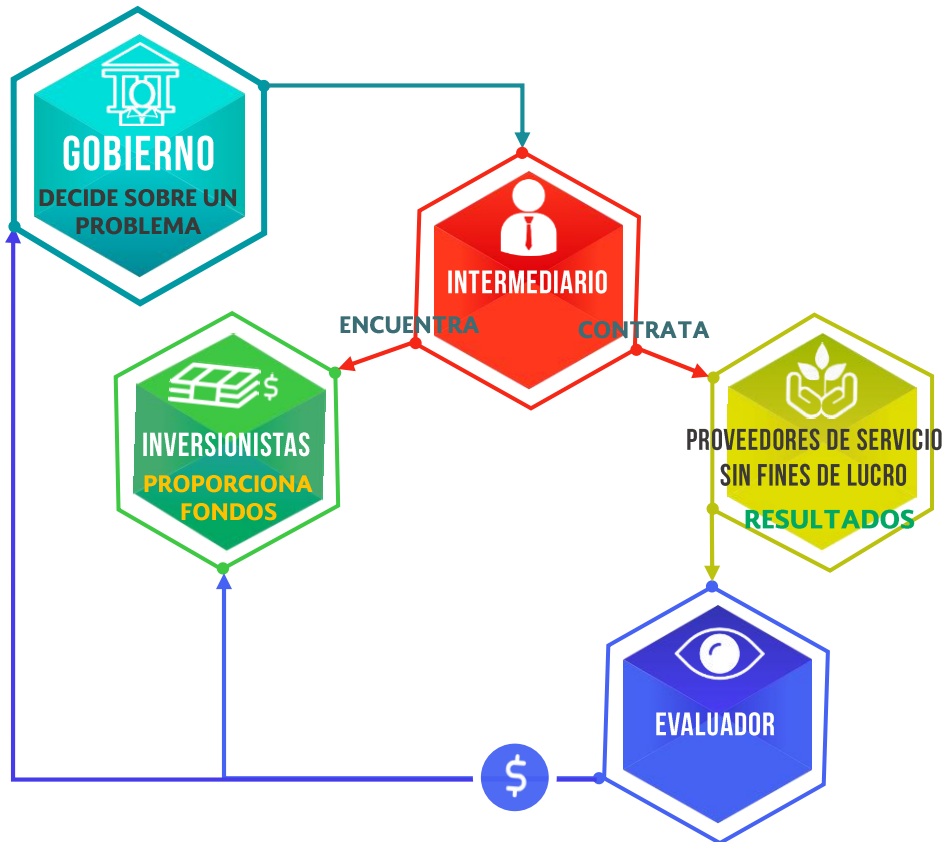 GOBIERNO
DECIDE SOBRE UN
PROBLEMA
INTERMEDIARIO
ENCUENTRA
CONTRATA
$
INVERSIONISTAS
PROPORCIONA
FONDOS
PROVEEDORES DE SERVICIO
SIN FINES DE LUCRO
RESULTADOS
EVALUADOR
$